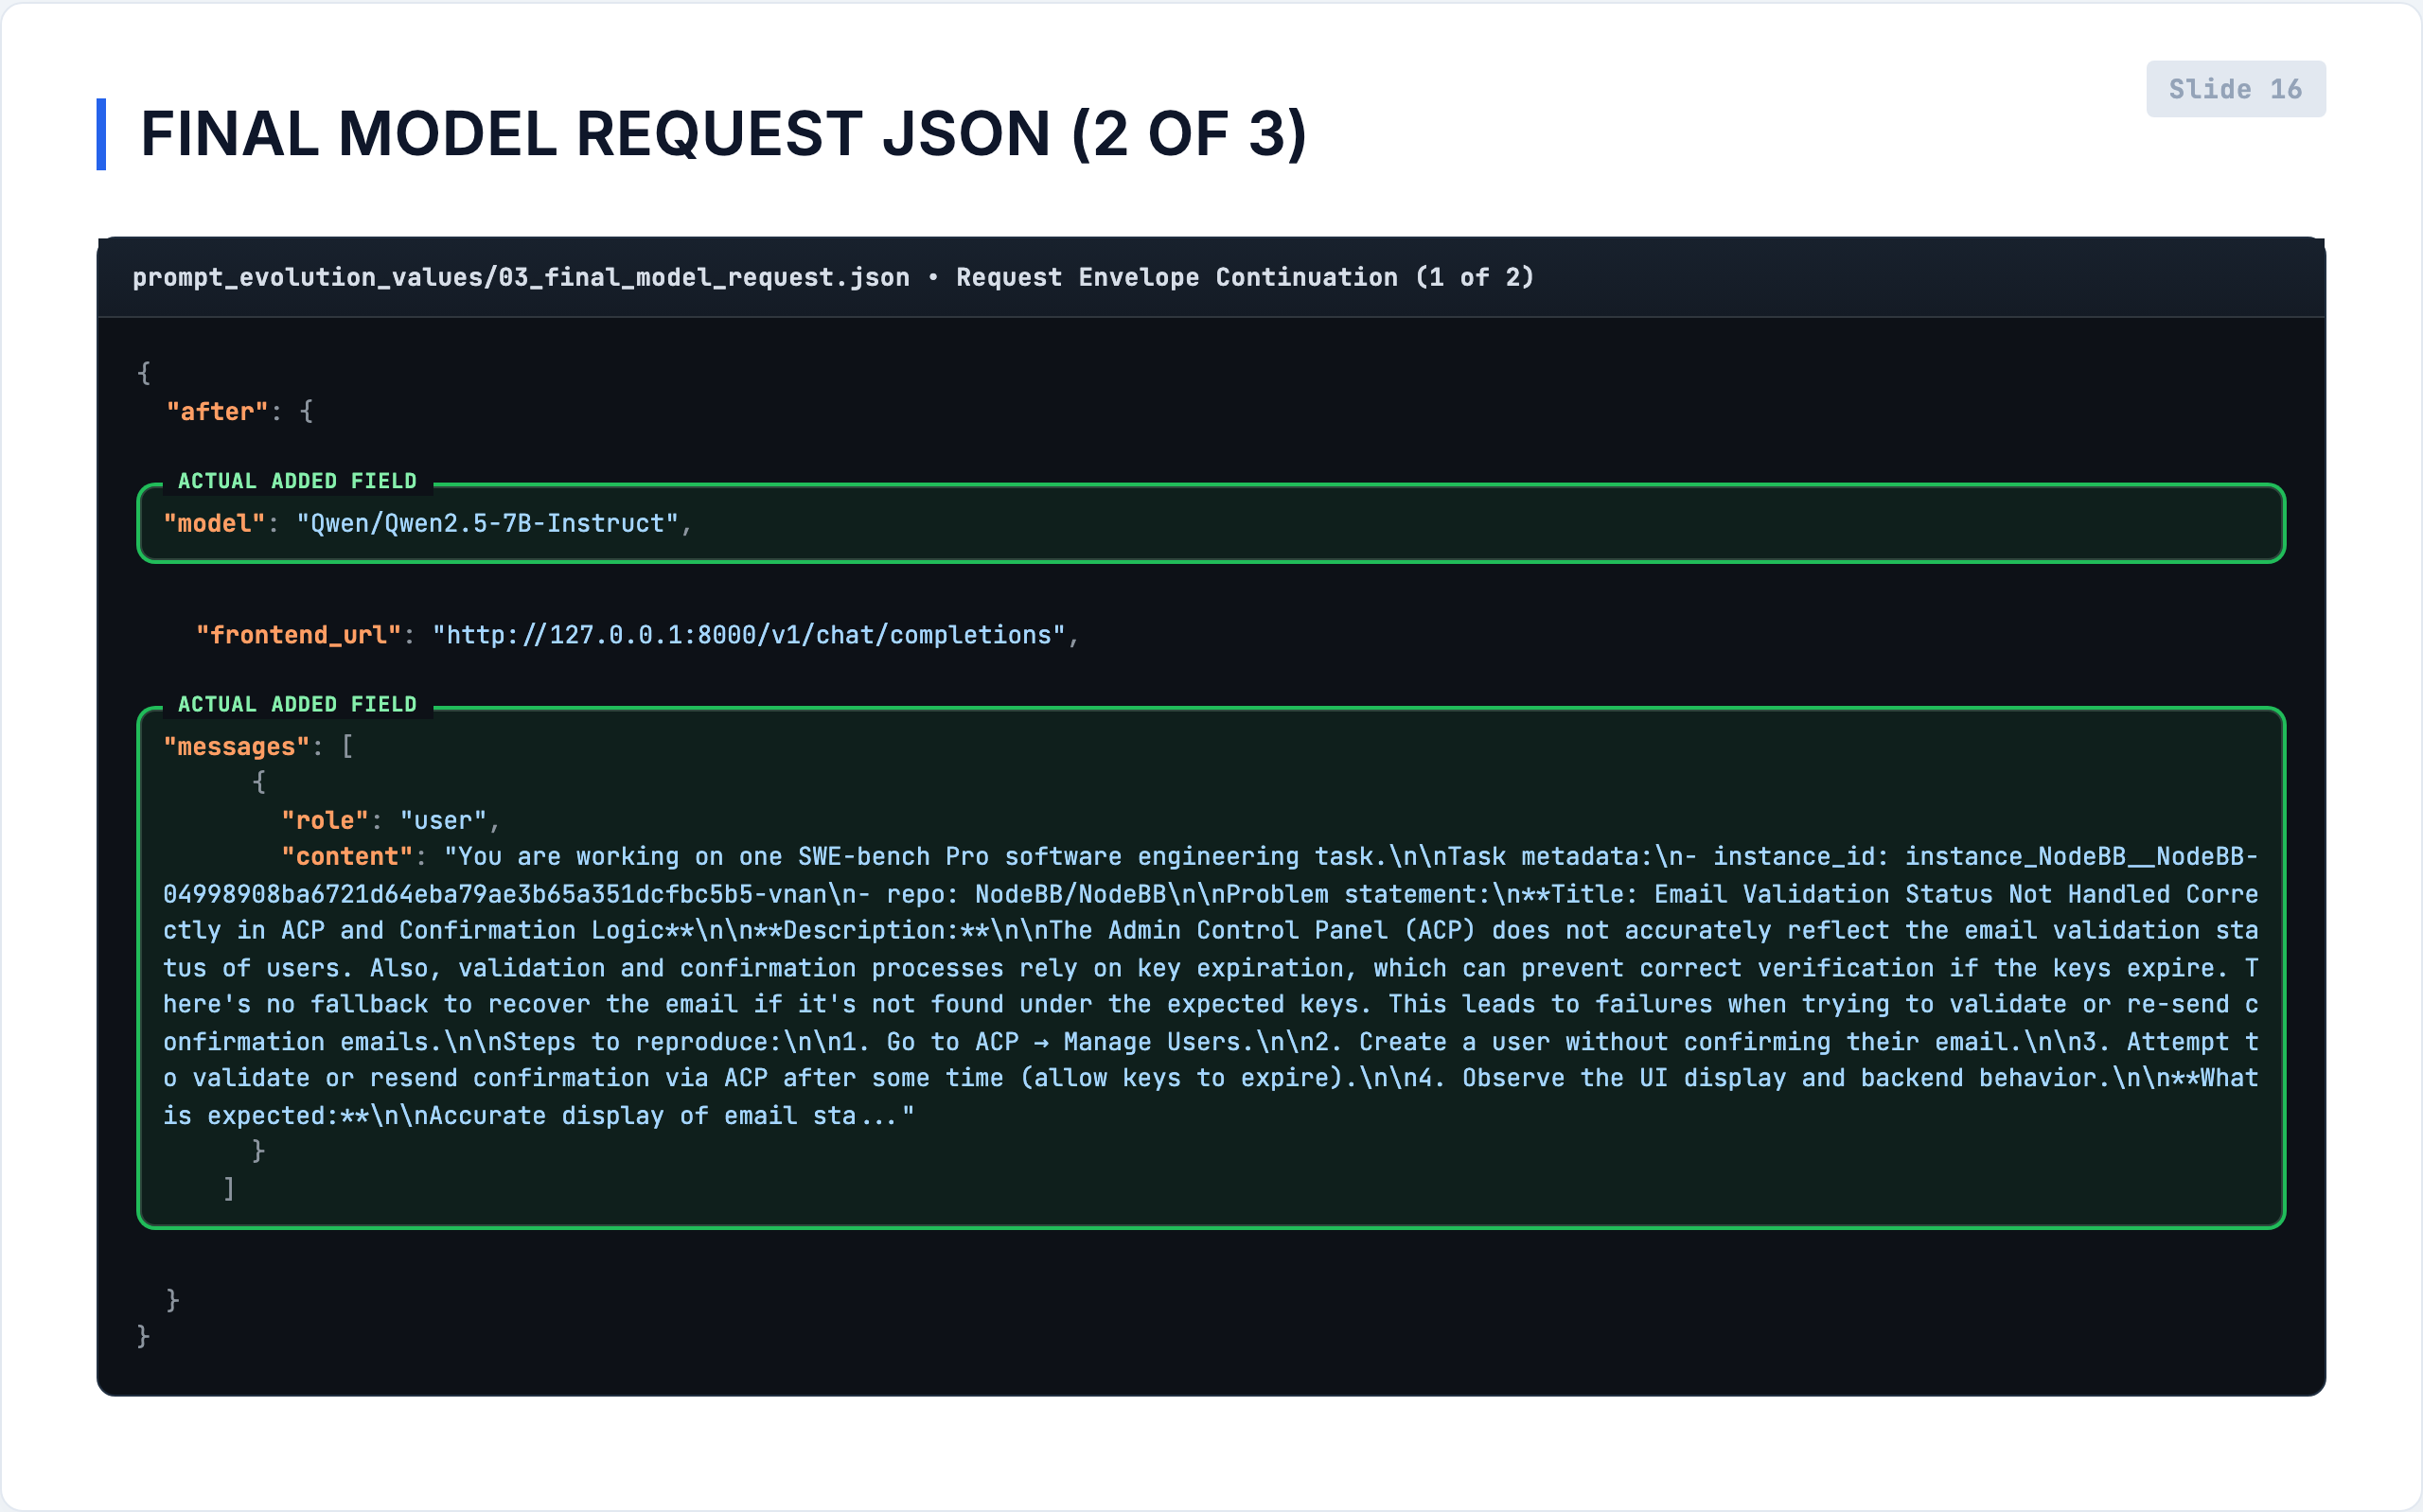 Slide 16
FINAL MODEL REQUEST JSON (2 OF 3)
prompt_evolution_values/03_final_model_request.json • Request Envelope Continuation (1 of 2)
{
"after": {
ACTUAL ADDED FIELD
"model": "Qwen/Qwen2.5-7B-Instruct",
"frontend_url": "http://127.0.0.1:8000/v1/chat/completions",
ACTUAL ADDED FIELD
"messages": [
{
"role": "user",
"content": "You are working on one SWE-bench Pro software engineering task.\n\nTask metadata:\n- instance_id: instance_NodeBB__NodeBB-
04998908ba6721d64eba79ae3b65a351dcfbc5b5-vnan\n- repo: NodeBB/NodeBB\n\nProblem statement:\n**Title: Email Validation Status Not Handled Corre
ctly in ACP and Confirmation Logic**\n\n**Description:**\n\nThe Admin Control Panel (ACP) does not accurately reflect the email validation sta
tus of users. Also, validation and confirmation processes rely on key expiration, which can prevent correct verification if the keys expire. T
here's no fallback to recover the email if it's not found under the expected keys. This leads to failures when trying to validate or re-send c
onfirmation emails.\n\nSteps to reproduce:\n\n1. Go to ACP → Manage Users.\n\n2. Create a user without confirming their email.\n\n3. Attempt t
o validate or resend confirmation via ACP after some time (allow keys to expire).\n\n4. Observe the UI display and backend behavior.\n\n**What
is expected:**\n\nAccurate display of email sta..."
}
]
}
}